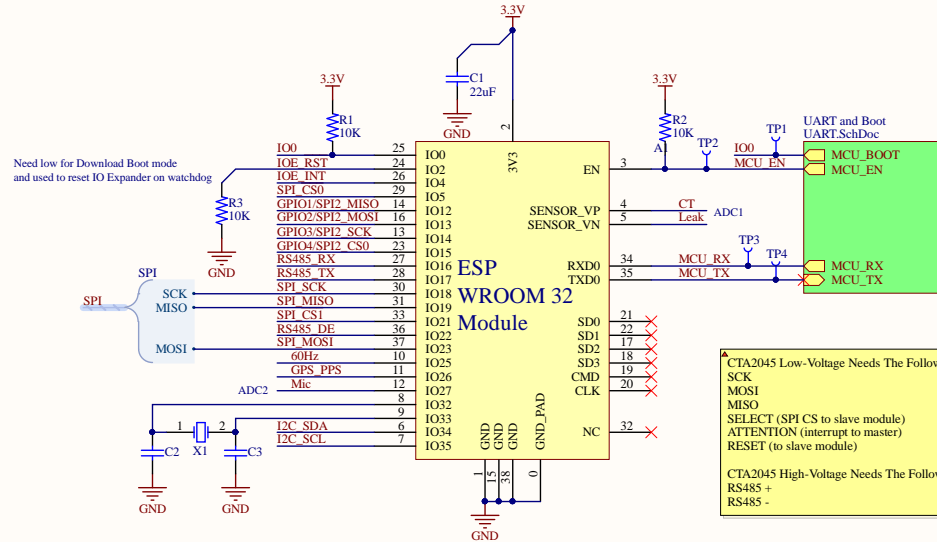 3.3V
C1
22uF
GND
3.3V
R1
10K
3.3V
R2
10K
A1
TP2
TP1
UART and Boot
UART.SchDoc
Need low for Download Boot mode
and used to reset IO Expander on watchdog
R3
10K
GND
IO0 25 IO0
IOE_RST 24 IO2
IOE_INT 26 IO4
SPI_CS0 29 IO5
GPIO1/SPI2_MISO 14 IO12
GPIO2/SPI2_MOSI 16 IO13
GPIO3/SPI2_SCK 13 IO14
GPIO4/SPI2_CS0 23 IO15
RS485_RX 27 IO16
RS485_TX 28 IO17
SPI_SCK 30 IO18
SPI_MISO 31 IO19
SPI_CS1 33 IO21
RS485_DE 36 IO22
SPI_MOSI 37 IO23
60Hz 10 IO25
GPS_PPS 11 IO26
ADC2 Mic 12 IO27
8 IO32
9 IO33
I2C_SDA 6 IO34
I2C_SCL 7 IO35
SPI
SPI
SCK
MISO
MOSI
1 2
C2 X1 C3
GND GND
2
3V3
ESP
WROOM 32
Module
EN 3
IO0 MCU_BOOT
MCU_EN MCU_EN
SENSOR_VP 4 CT
SENSOR_VN 5 Leak
ADC1
TP3
TP4
RXD0 34 MCU_RX MCU_RX
TXD0 35 MCU_TX MCU_TX
SD0 21
SD1 22
SD2 17
SD3 18
CMD 19
CLK 20
NC 32
GND GND GND GND_PAD
1 15 38 0
GND
CTA2045 Low-Voltage Needs The Follow
SCK
MOSI
MISO
SELECT (SPI CS to slave module)
ATTENTION (interrupt to master)
RESET (to slave module)
CTA2045 High-Voltage Needs The Follow
RS485 +
RS485 -